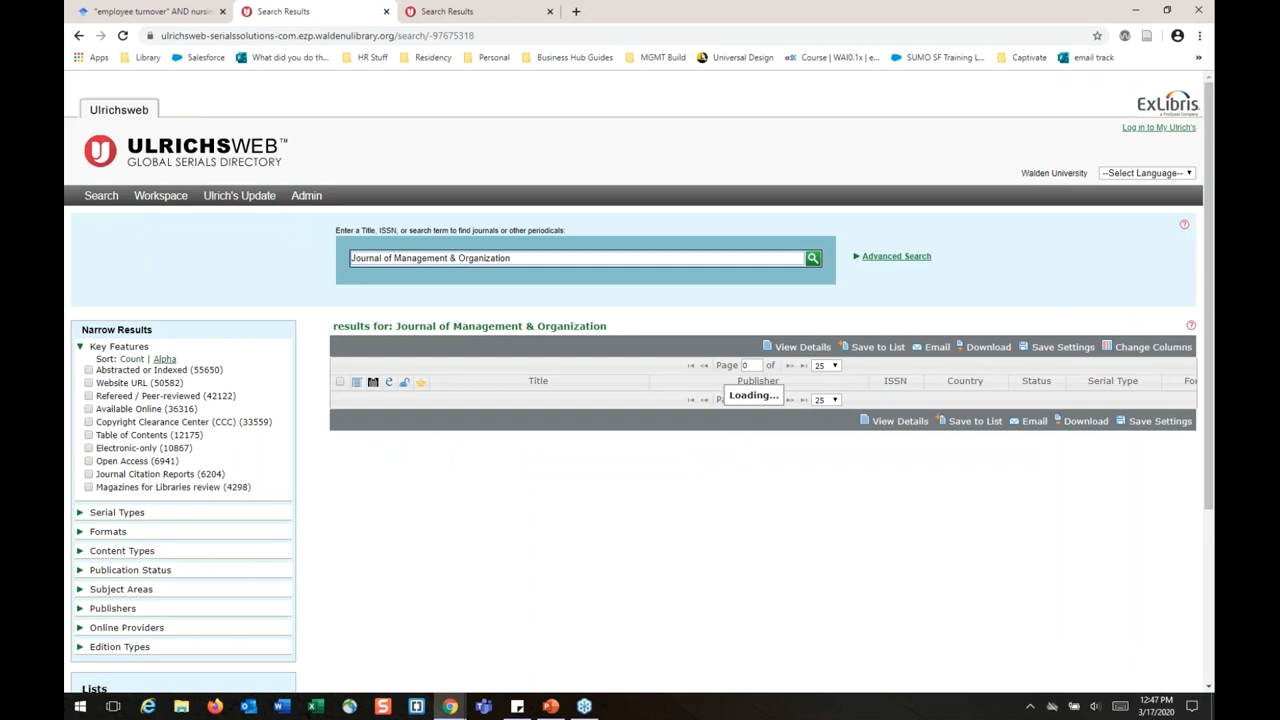 "employee turnover" AND nursi
Search Results
Search Results
ulrichsweb-serialssolutions-com.ezp.waldenulibrary.org/search/-97675318
Apps
Library
Salesforce
What did you do th...
HR Stuff
Residency
Personal
Business Hub Guides
MGMT Build
Universal Design
Course | WAI0.1x | e...
SUMO SF Training L...
Captivate
email track
»
Ulrichsweb
ExLibris
a ProQuest Company
Log in to My Ulrich's
ULRICHSWEB™
GLOBAL SERIALS DIRECTORY
Walden University
--Select Language--
Search
Workspace
Ulrich's Update
Admin
Enter a Title, ISSN, or search term to find journals or other periodicals:
Journal of Management & Organization
Advanced Search
Narrow Results
Key Features
Sort: Count | Alpha
Abstracted or Indexed (55650)
Website URL (50582)
Refereed / Peer-reviewed (42122)
Available Online (36316)
Copyright Clearance Center (CCC) (33559)
Table of Contents (12175)
Electronic-only (10867)
Open Access (6941)
Journal Citation Reports (6204)
Magazines for Libraries review (4298)
Serial Types
Formats
Content Types
Publication Status
Subject Areas
Publishers
Online Providers
Edition Types
Lists
results for: Journal of Management & Organization
View Details Save to List Email Download Save Settings Change Columns
Page 0 of 25
Title Publisher ISSN Country Status Serial Type For
Loading...
25
View Details Save to List Email Download Save Settings
12:47 PM
3/17/2020